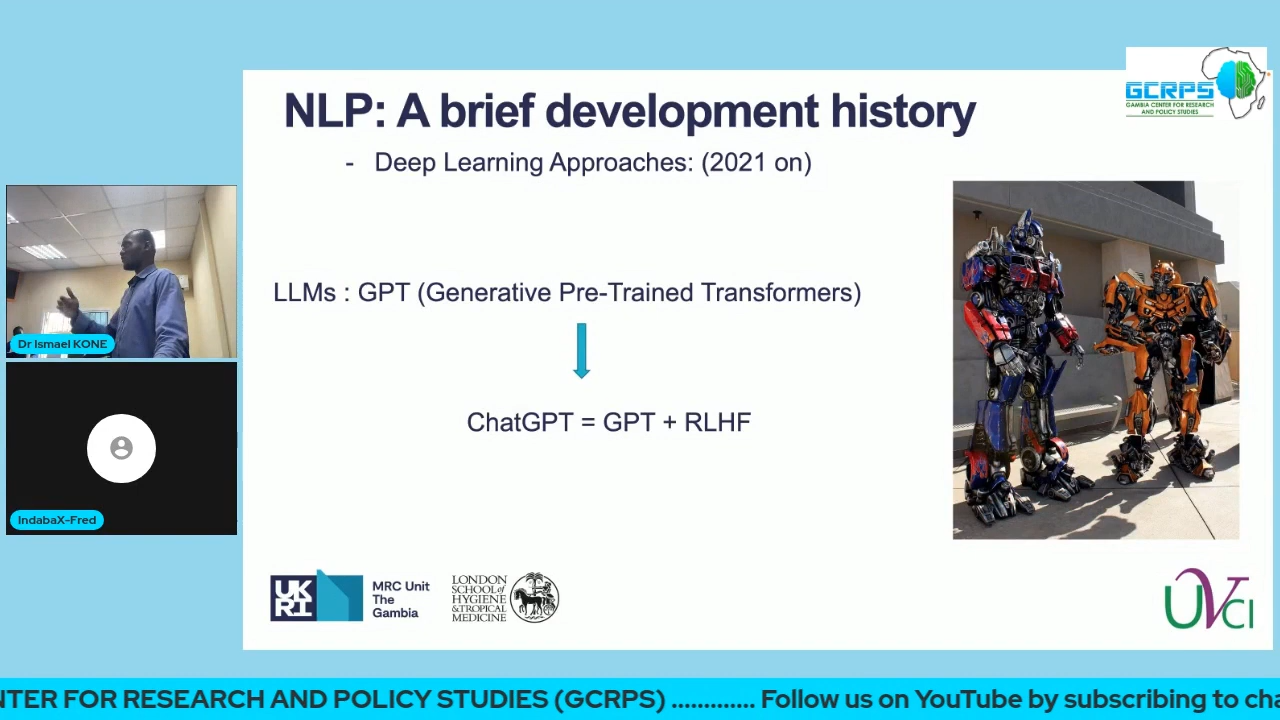 GCRPS
GAMBIA CENTER FOR RESEARCH
AND POLICY STUDIES
NLP: A brief development history
- Deep Learning Approaches: (2021 on)
LLMs : GPT (Generative Pre-Trained Transformers)
ChatGPT = GPT + RLHF
Dr Ismael KONE
IndabaX-Fred
UK
RI
MRC Unit
The
Gambia
LONDON
SCHOOL of
HYGIENE
& TROPICAL
MEDICINE
UVCI
NTER FOR RESEARCH AND POLICY STUDIES (GCRPS) ............. Follow us on YouTube by subscribing to cha